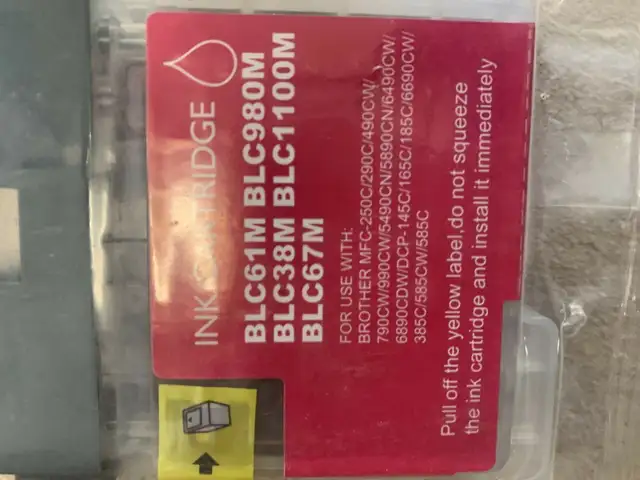 INK CARTRIDGE
BLC61M BLC980M
BLC38M BLC1100M
BLC67M
FOR USE WITH:
BROTHER MFC-250C/290C/490CW/
790CW/990CW/5490CN/5890CN/6490CW/
6890CDW/DCP-145C/165C/185C/6690CW/
385C/585CW/585C
Pull off the yellow label,do not squeeze
the ink cartridge and install it immediately